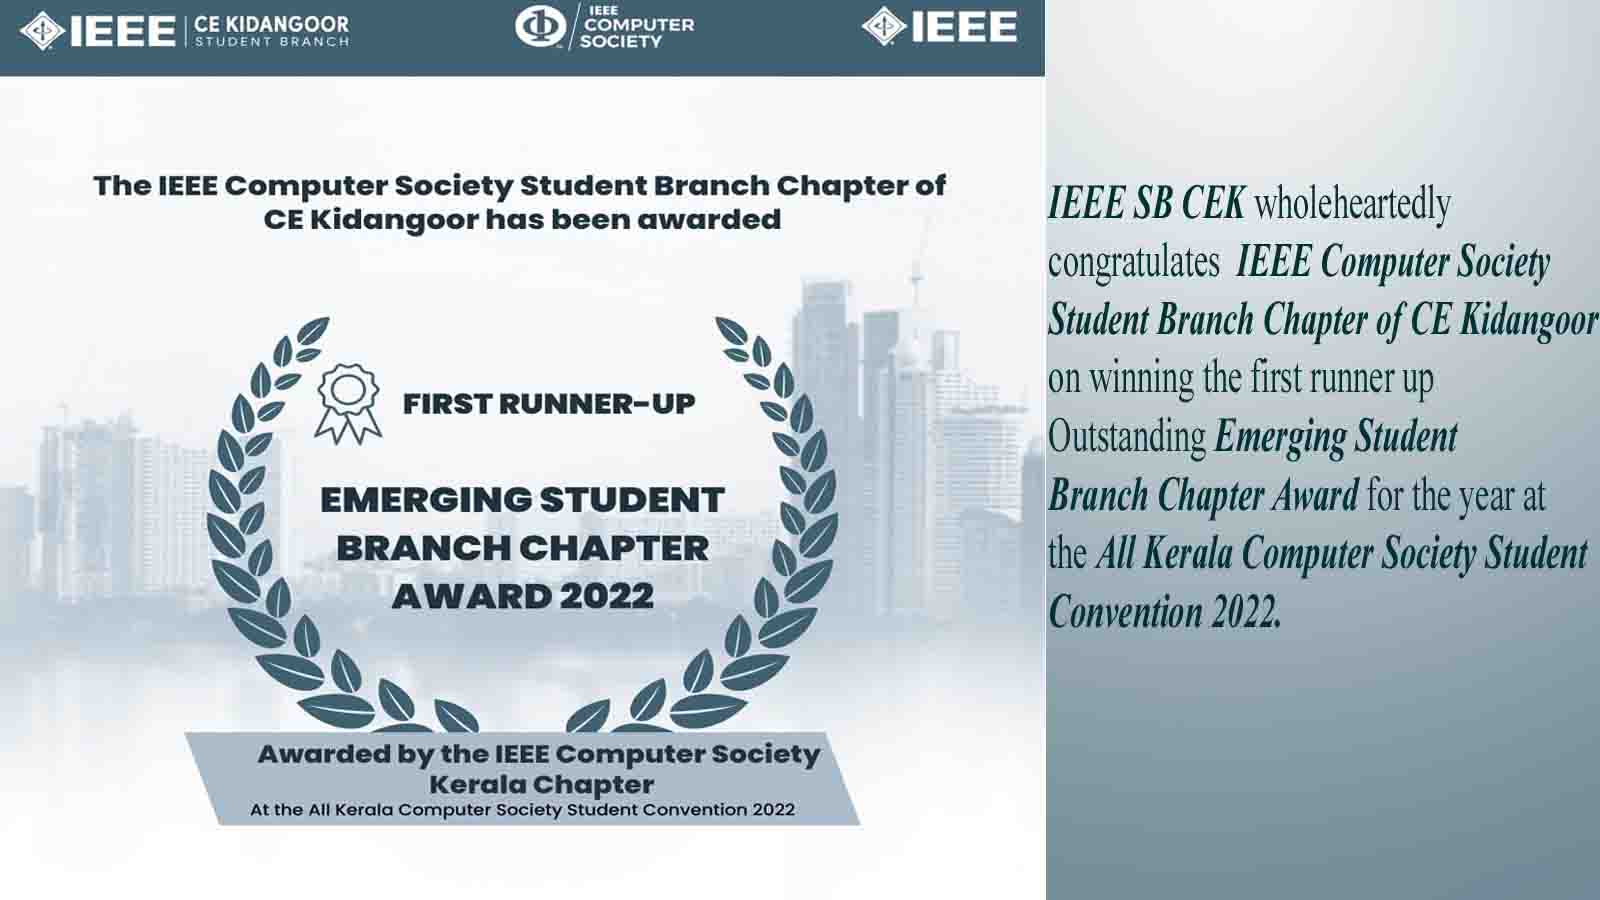 IEEE CE KIDANGOOR
STUDENT BRANCH
IEEE
COMPUTER
SOCIETY
IEEE
The IEEE Computer Society Student Branch Chapter of
CE Kidangoor has been awarded
FIRST RUNNER-UP
EMERGING STUDENT
BRANCH CHAPTER
AWARD 2022
Awarded by the IEEE Computer Society
Kerala Chapter
At the All Kerala Computer Society Student Convention 2022
IEEE SB CEK wholeheartedly
congratulates IEEE Computer Society
Student Branch Chapter of CE Kidangoor
on winning the first runner up
Outstanding Emerging Student
Branch Chapter Award for the year at
the All Kerala Computer Society Student
Convention 2022.